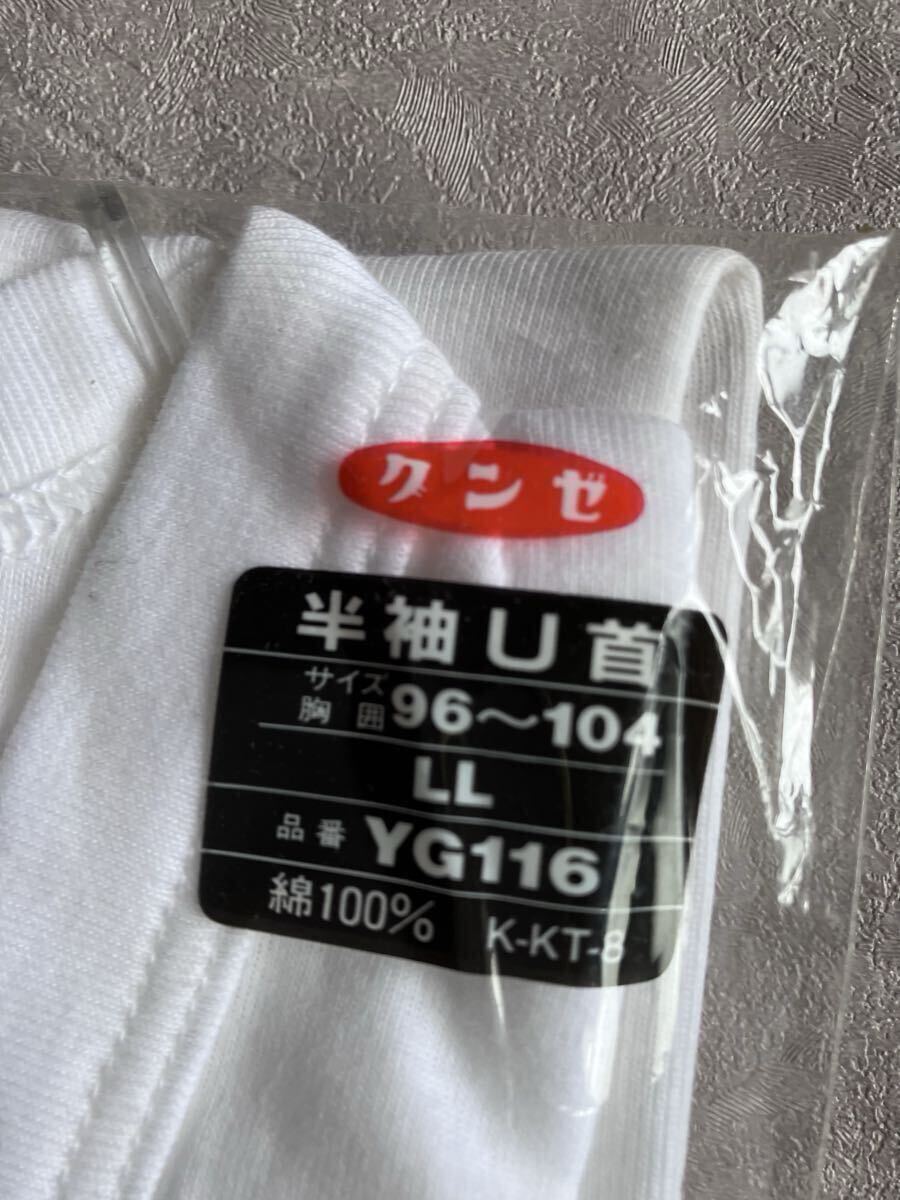 クンゼ
半袖U首
サイズ
胸囲 96～104
LL
品番 YG116
綿100% K-KT-8